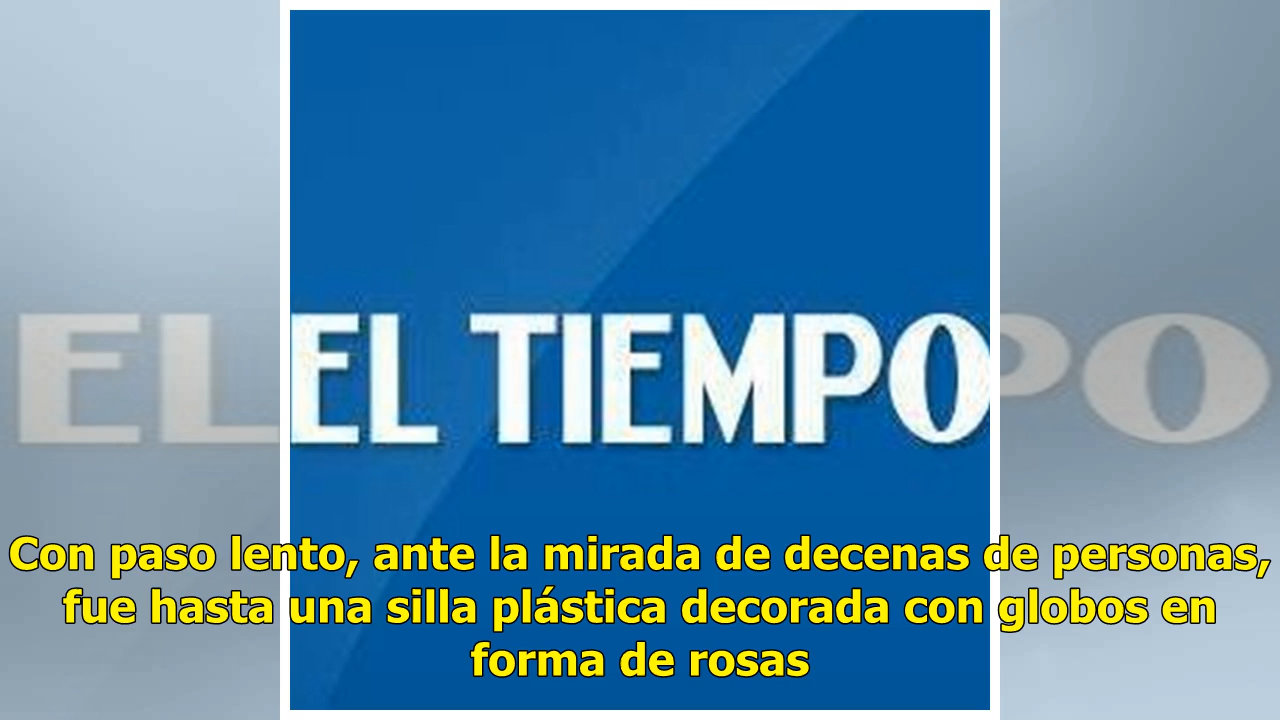 EL TIEMPO
Con paso lento, ante la mirada de decenas de personas,
fue hasta una silla plástica decorada con globos en
forma de rosas